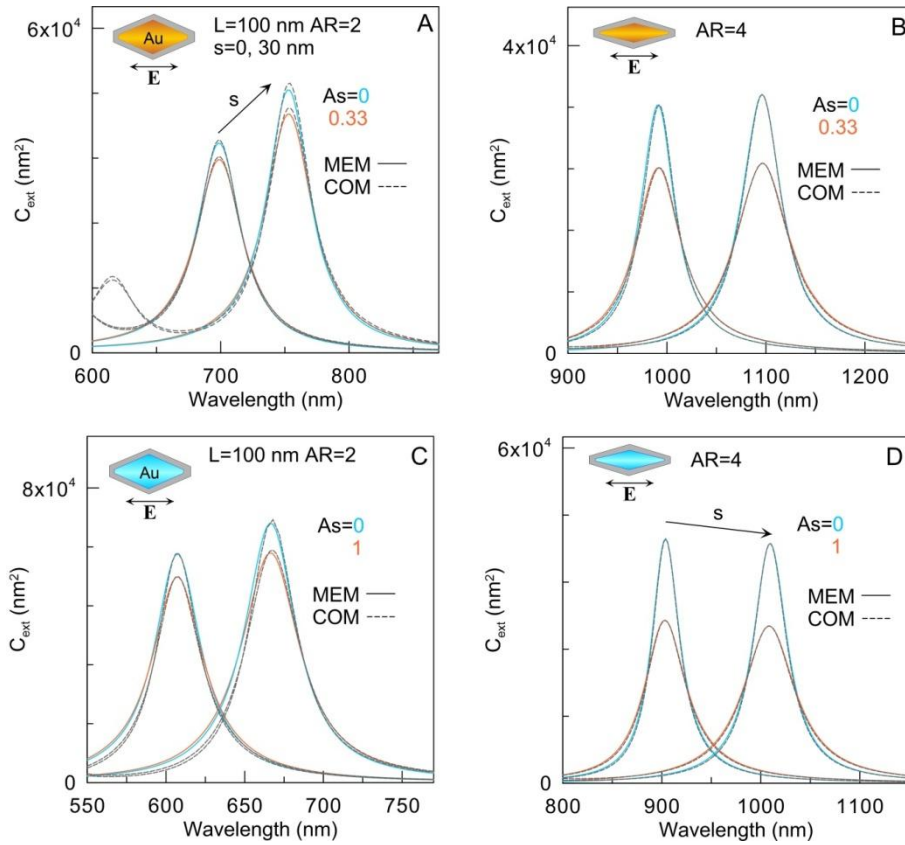 A
L=100 nm AR=2
s=0, 30 nm
Au
E
s
As=0
0.33
MEM
COM
6x10⁴
0
C_ext (nm²)
600 700 800
Wavelength (nm)
B
AR=4
E
As=0
0.33
MEM
COM
4x10⁴
0
C_ext (nm²)
900 1000 1100 1200
Wavelength (nm)
C
L=100 nm AR=2
Au
E
As=0
1
MEM
COM
8x10⁴
0
C_ext (nm²)
550 600 650 700 750
Wavelength (nm)
D
AR=4
E
s
As=0
1
MEM
COM
6x10⁴
0
C_ext (nm²)
800 900 1000 1100
Wavelength (nm)